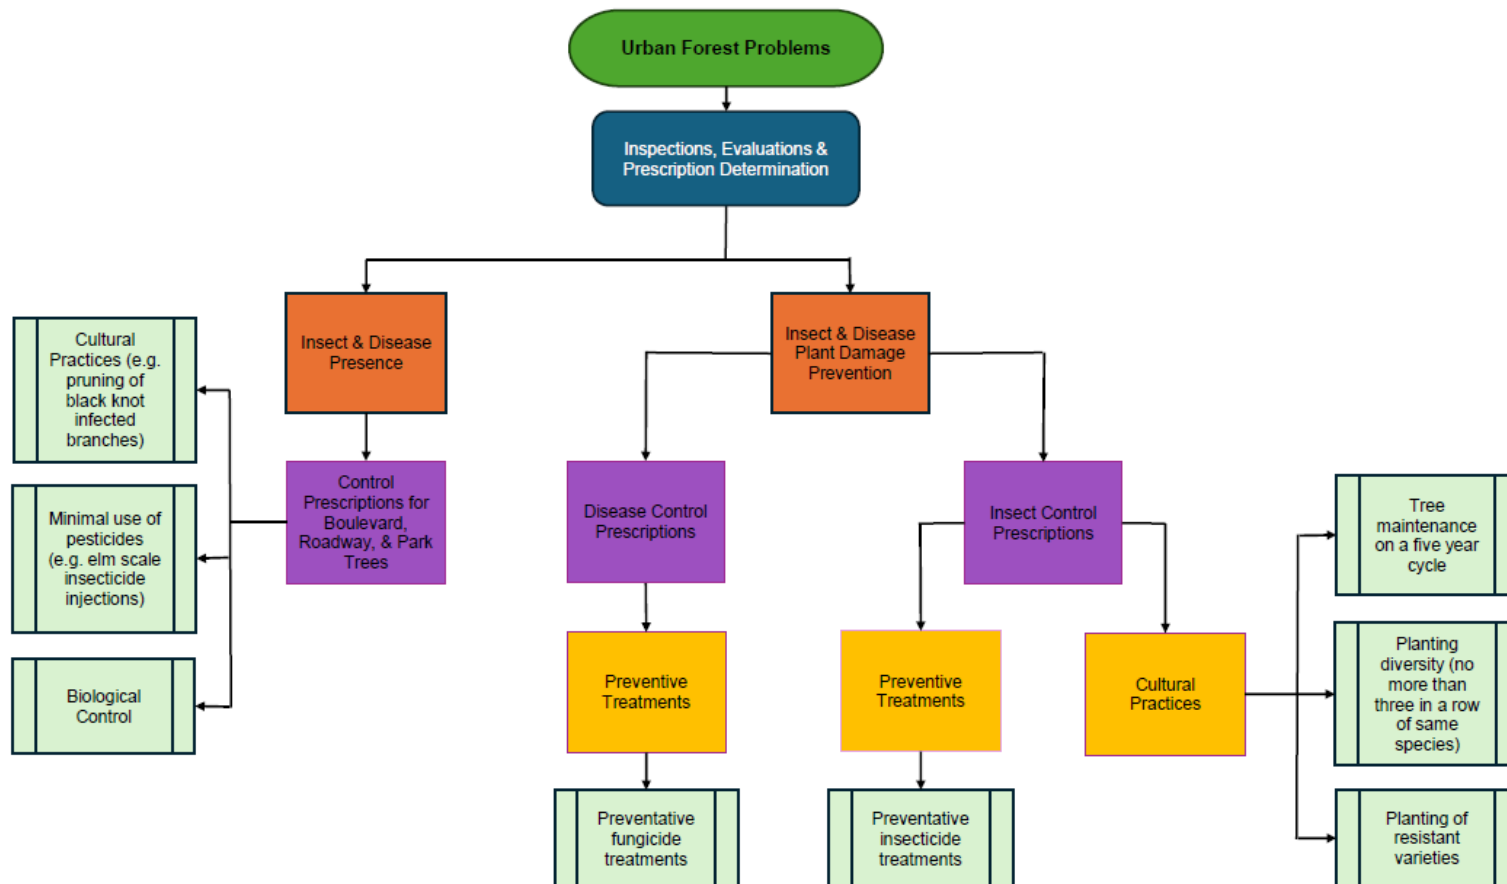 Urban Forest Problems
Inspections, Evaluations &
Prescription Determination
Insect & Disease
Presence
Insect & Disease
Plant Damage
Prevention
Cultural
Practices (e.g.
pruning of
black knot
infected
branches)
Minimal use of
pesticides
(e.g. elm scale
insecticide
injections)
Biological
Control
Control
Prescriptions for
Boulevard,
Roadway, & Park
Trees
Disease Control
Prescriptions
Insect Control
Prescriptions
Preventive
Treatments
Preventive
Treatments
Cultural
Practices
Preventative
fungicide
treatments
Preventative
insecticide
treatments
Tree
maintenance
on a five year
cycle
Planting
diversity (no
more than
three in a row
of same
species)
Planting of
resistant
varieties